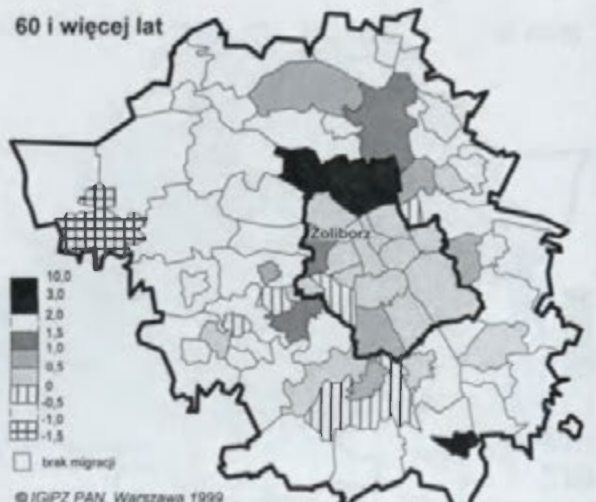 60 i więcej lat
Żoliborz
10,0
3,0
2,0
1,5
1,0
0,5
0
-0,5
-1,0
-1,5
brak migracji
© IGiPZ PAN, Warszawa 1999